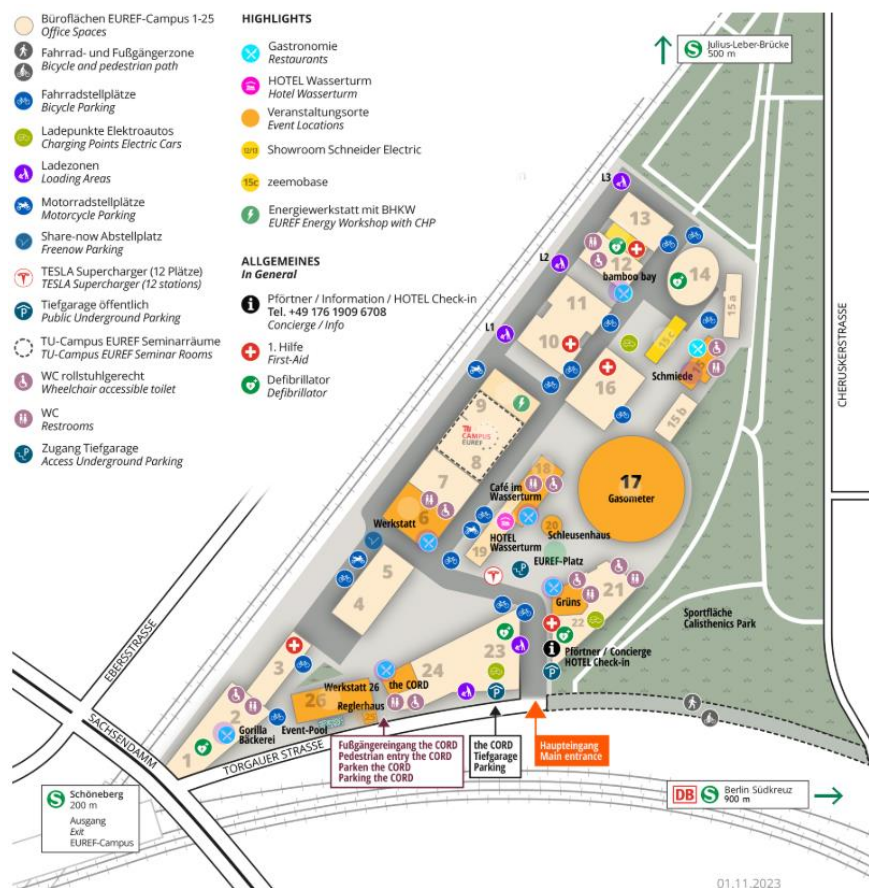 Büroflächen EUREF-Campus 1-25
Office Spaces
Fahrrad- und Fußgängerzone
Bicycle and pedestrian path
Fahrradstellplätze
Bicycle Parking
Ladepunkte Elektroautos
Charging Points Electric Cars
Ladezonen
Loading Areas
Motorradstellplätze
Motorcycle Parking
Share-now Abstellplatz
Freenow Parking
TESLA Supercharger (12 Plätze)
TESLA Supercharger (12 stations)
Tiefgarage öffentlich
Public Underground Parking
TU-Campus EUREF Seminarräume
TU-Campus EUREF Seminar Rooms
WC rollstuhlgerecht
Wheelchair accessible toilet
WC
Restrooms
Zugang Tiefgarage
Access Underground Parking
HIGHLIGHTS
Gastronomie
Restaurants
HOTEL Wasserturm
Hotel Wasserturm
Veranstaltungsorte
Event Locations
12/13
Showroom Schneider Electric
15c
zeemobase
Energiewerkstatt mit BHKW
EUREF Energy Workshop with CHP
ALLGEMEINES
In General
Pförtner / Information / HOTEL Check-in
Tel. +49 176 1909 6708
Concierge / Info
1. Hilfe
First-Aid
Defibrillator
Defibrillator
S Julius-Leber-Brücke
500 m
L3
13
12
bamboo bay
14
L2
11
15a
15c
L1
10
15
Schmiede
16
9
CAMPUS
EUREF
8
15b
7
18
17
Gasometer
Café im
Wasserturm
6
Werkstatt
HOTEL
Wasserturm
20
Schleusenhaus
19
EUREF-Platz
5
4
21
Grüns
22
Sportfläche
Calisthenics Park
CHERUSKERSTRASSE
23
Pförtner / Concierge
HOTEL Check-in
3
24
Werkstatt 26
the CORD
26
Reglerhaus
25
2
Gorilla
Bäckerei
Event-Pool
1
EBERSSTRASSE
SACHSENDAMM
TORGAUER STRASSE
Fußgängereingang the CORD
Pedestrian entry the CORD
Parken the CORD
Parking the CORD
the CORD
Tiefgarage
Parking
Haupteingang
Main entrance
S Schöneberg
200 m
Ausgang
Exit
EUREF-Campus
DB S Berlin Südkreuz
900 m
01.11.2023